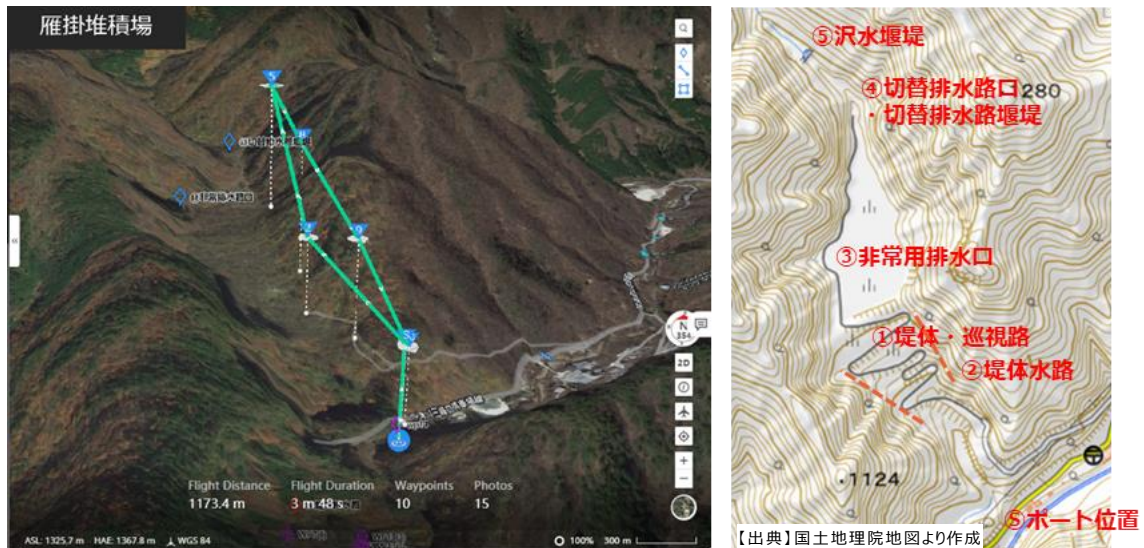 雁掛堆積場
5
2
9
N
354
2D
Flight Distance
Flight Duration
Waypoints
Photos
1173.4 m
3 m 48 s
10
15
ASL: 1325.7 m
HAE: 1367.8 m
WGS 84
100%
300 m
⑤沢水堰堤
④切替排水路口
・切替排水路堰堤
280
③非常用排水口
①堤体・巡視路
②堤体水路
1124
Ⓢポート位置
【出典】国土地理院地図より作成